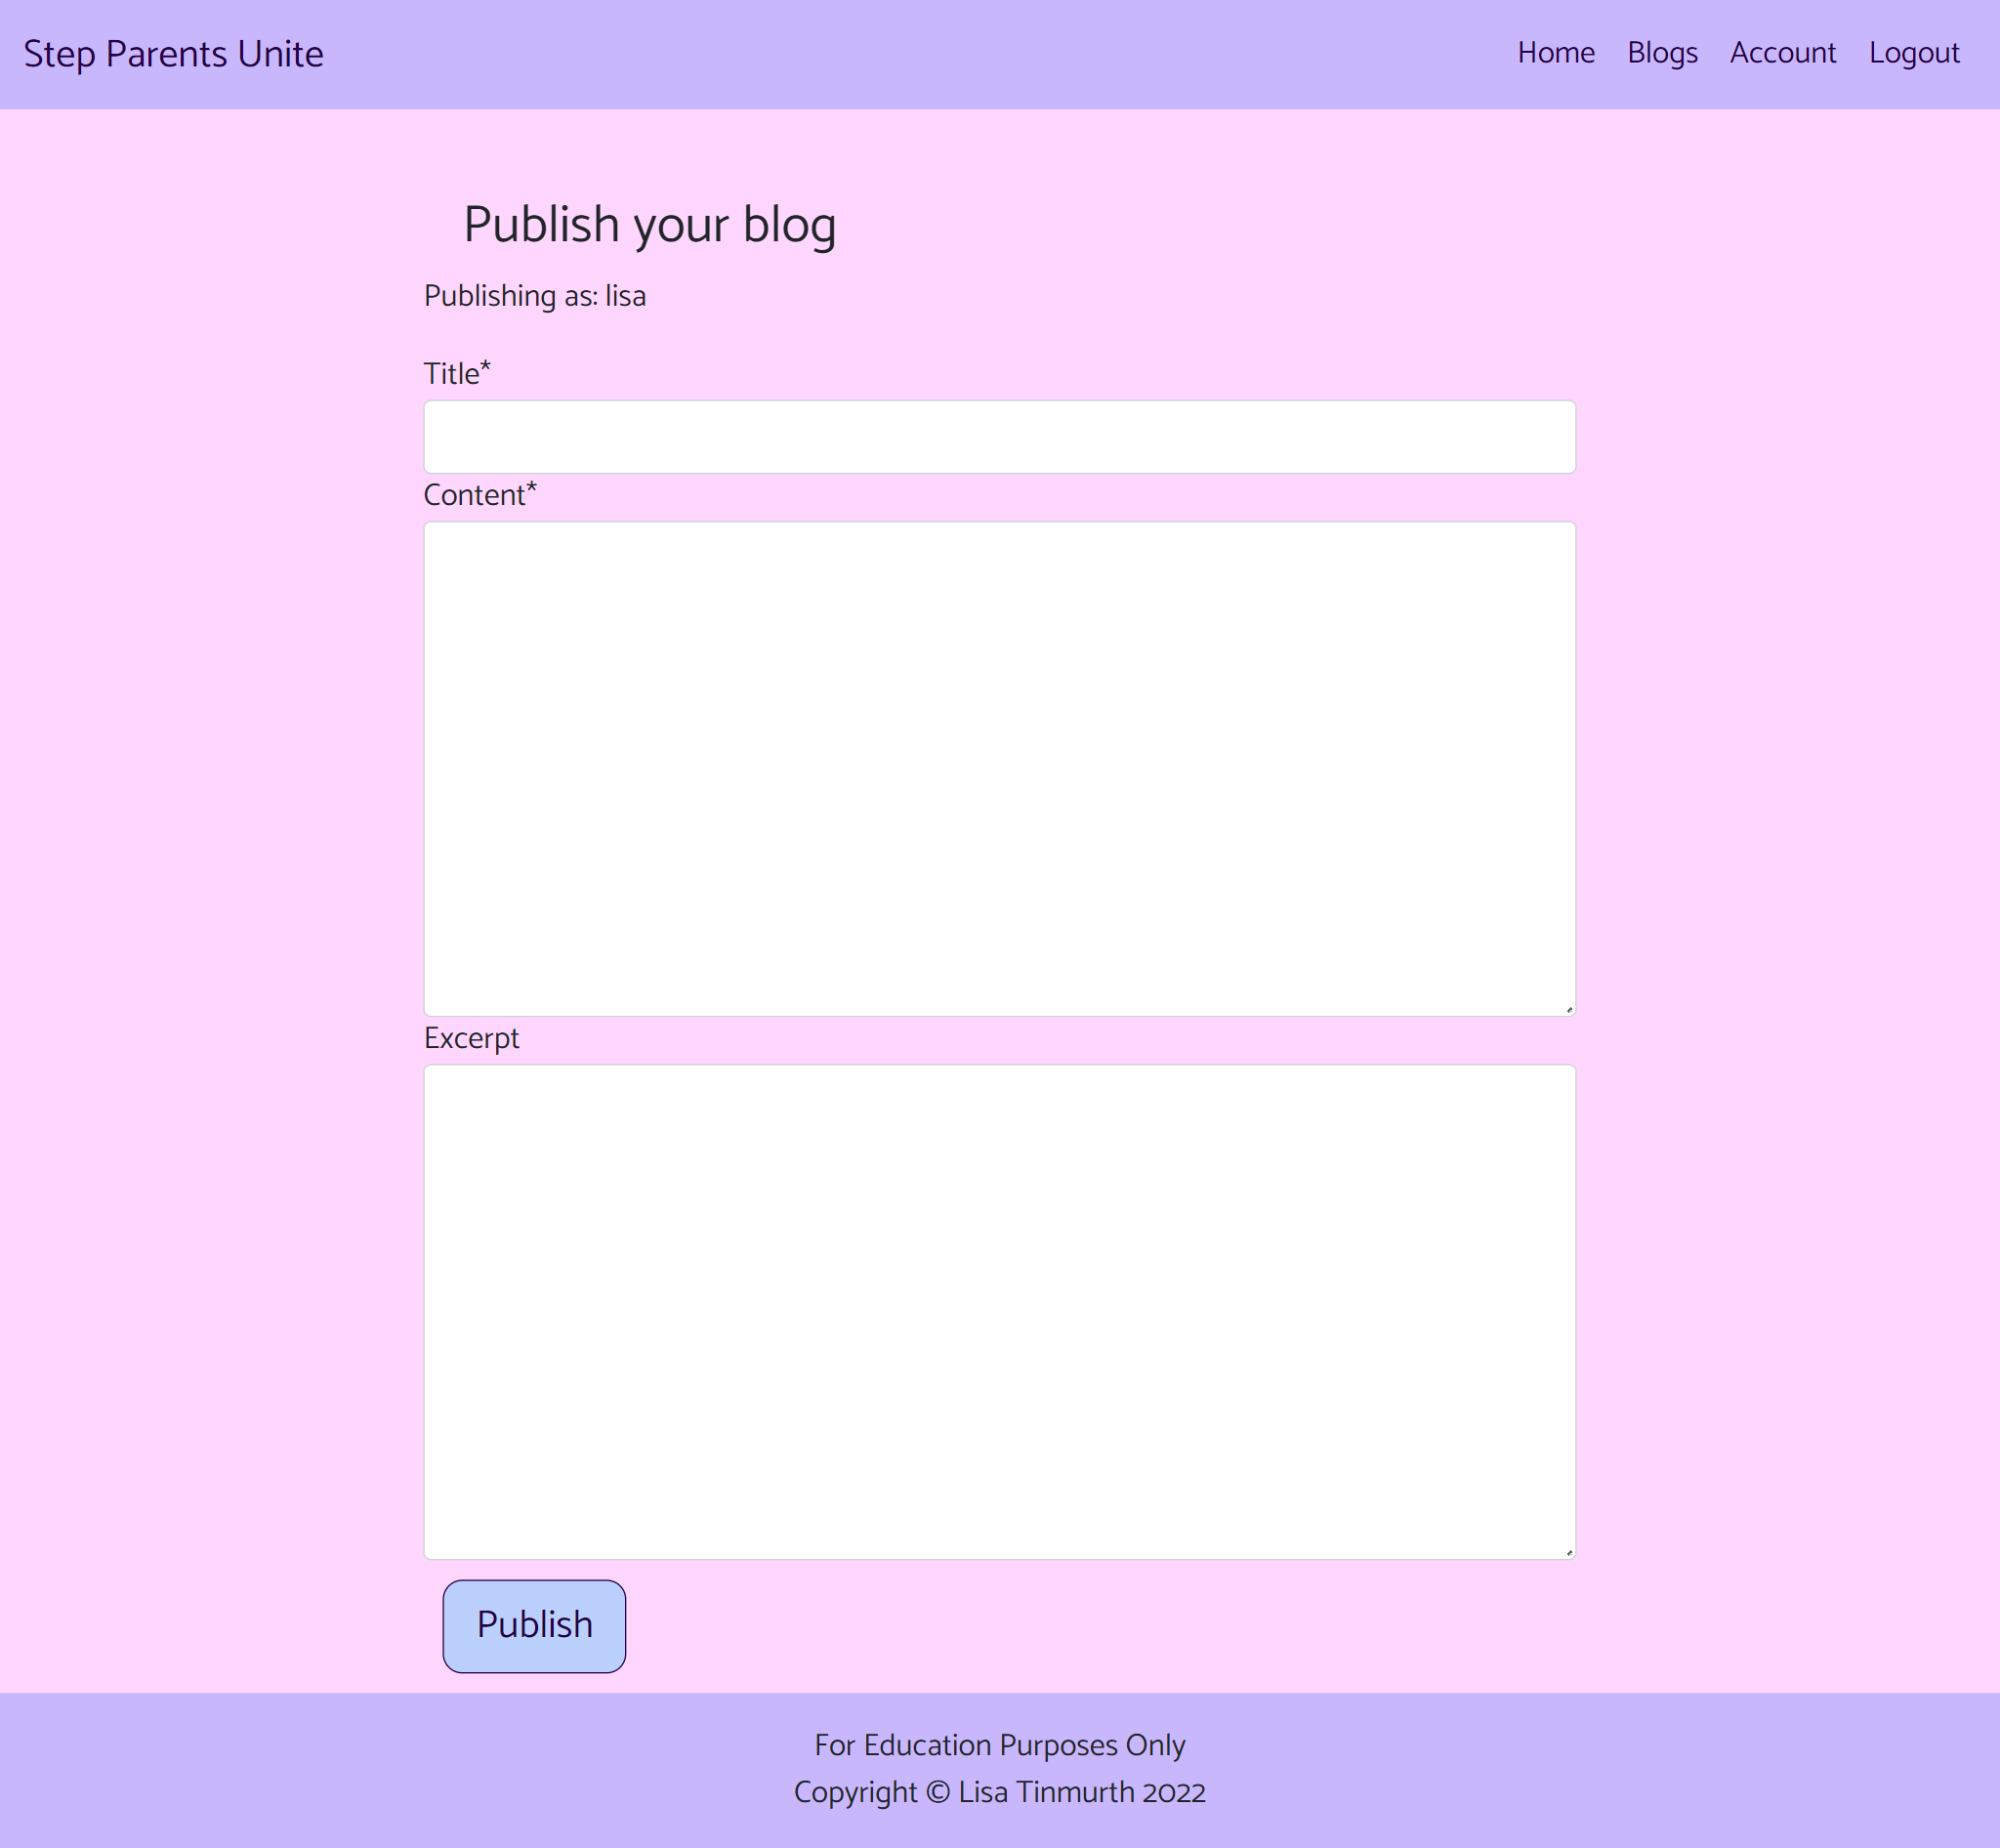 Step Parents Unite
Home Blogs Account Logout
Publish your blog
Publishing as: lisa
Title*
Content*
Excerpt
Publish
For Education Purposes Only
Copyright © Lisa Tinmurth 2022